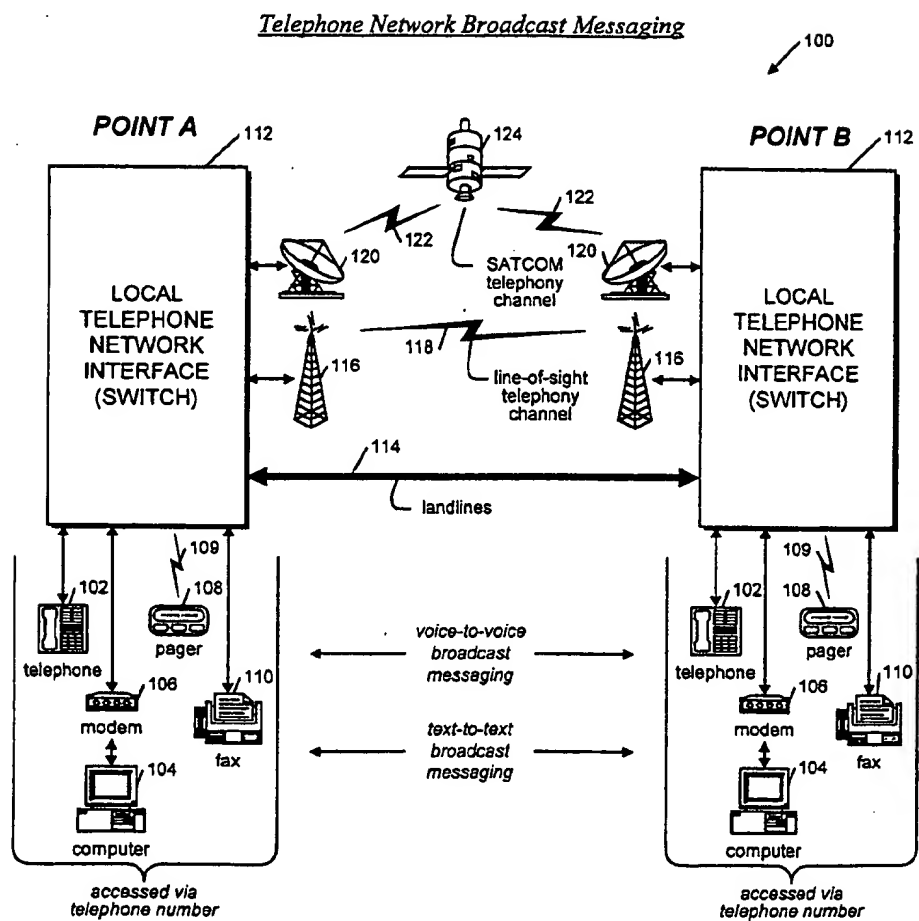 Telephone Network Broadcast Messaging
100
POINT A
112
124
POINT B
112
122
122
120
120
SATCOM
telephony
channel
LOCAL
TELEPHONE
NETWORK
INTERFACE
(SWITCH)
LOCAL
TELEPHONE
NETWORK
INTERFACE
(SWITCH)
118
116
116
line-of-sight
telephony
channel
114
landlines
109
102
108
telephone
pager
106
110
modem
fax
104
computer
accessed via
telephone number
voice-to-voice
broadcast
messaging
text-to-text
broadcast
messaging
109
102
108
telephone
pager
106
110
modem
fax
104
computer
accessed via
telephone number